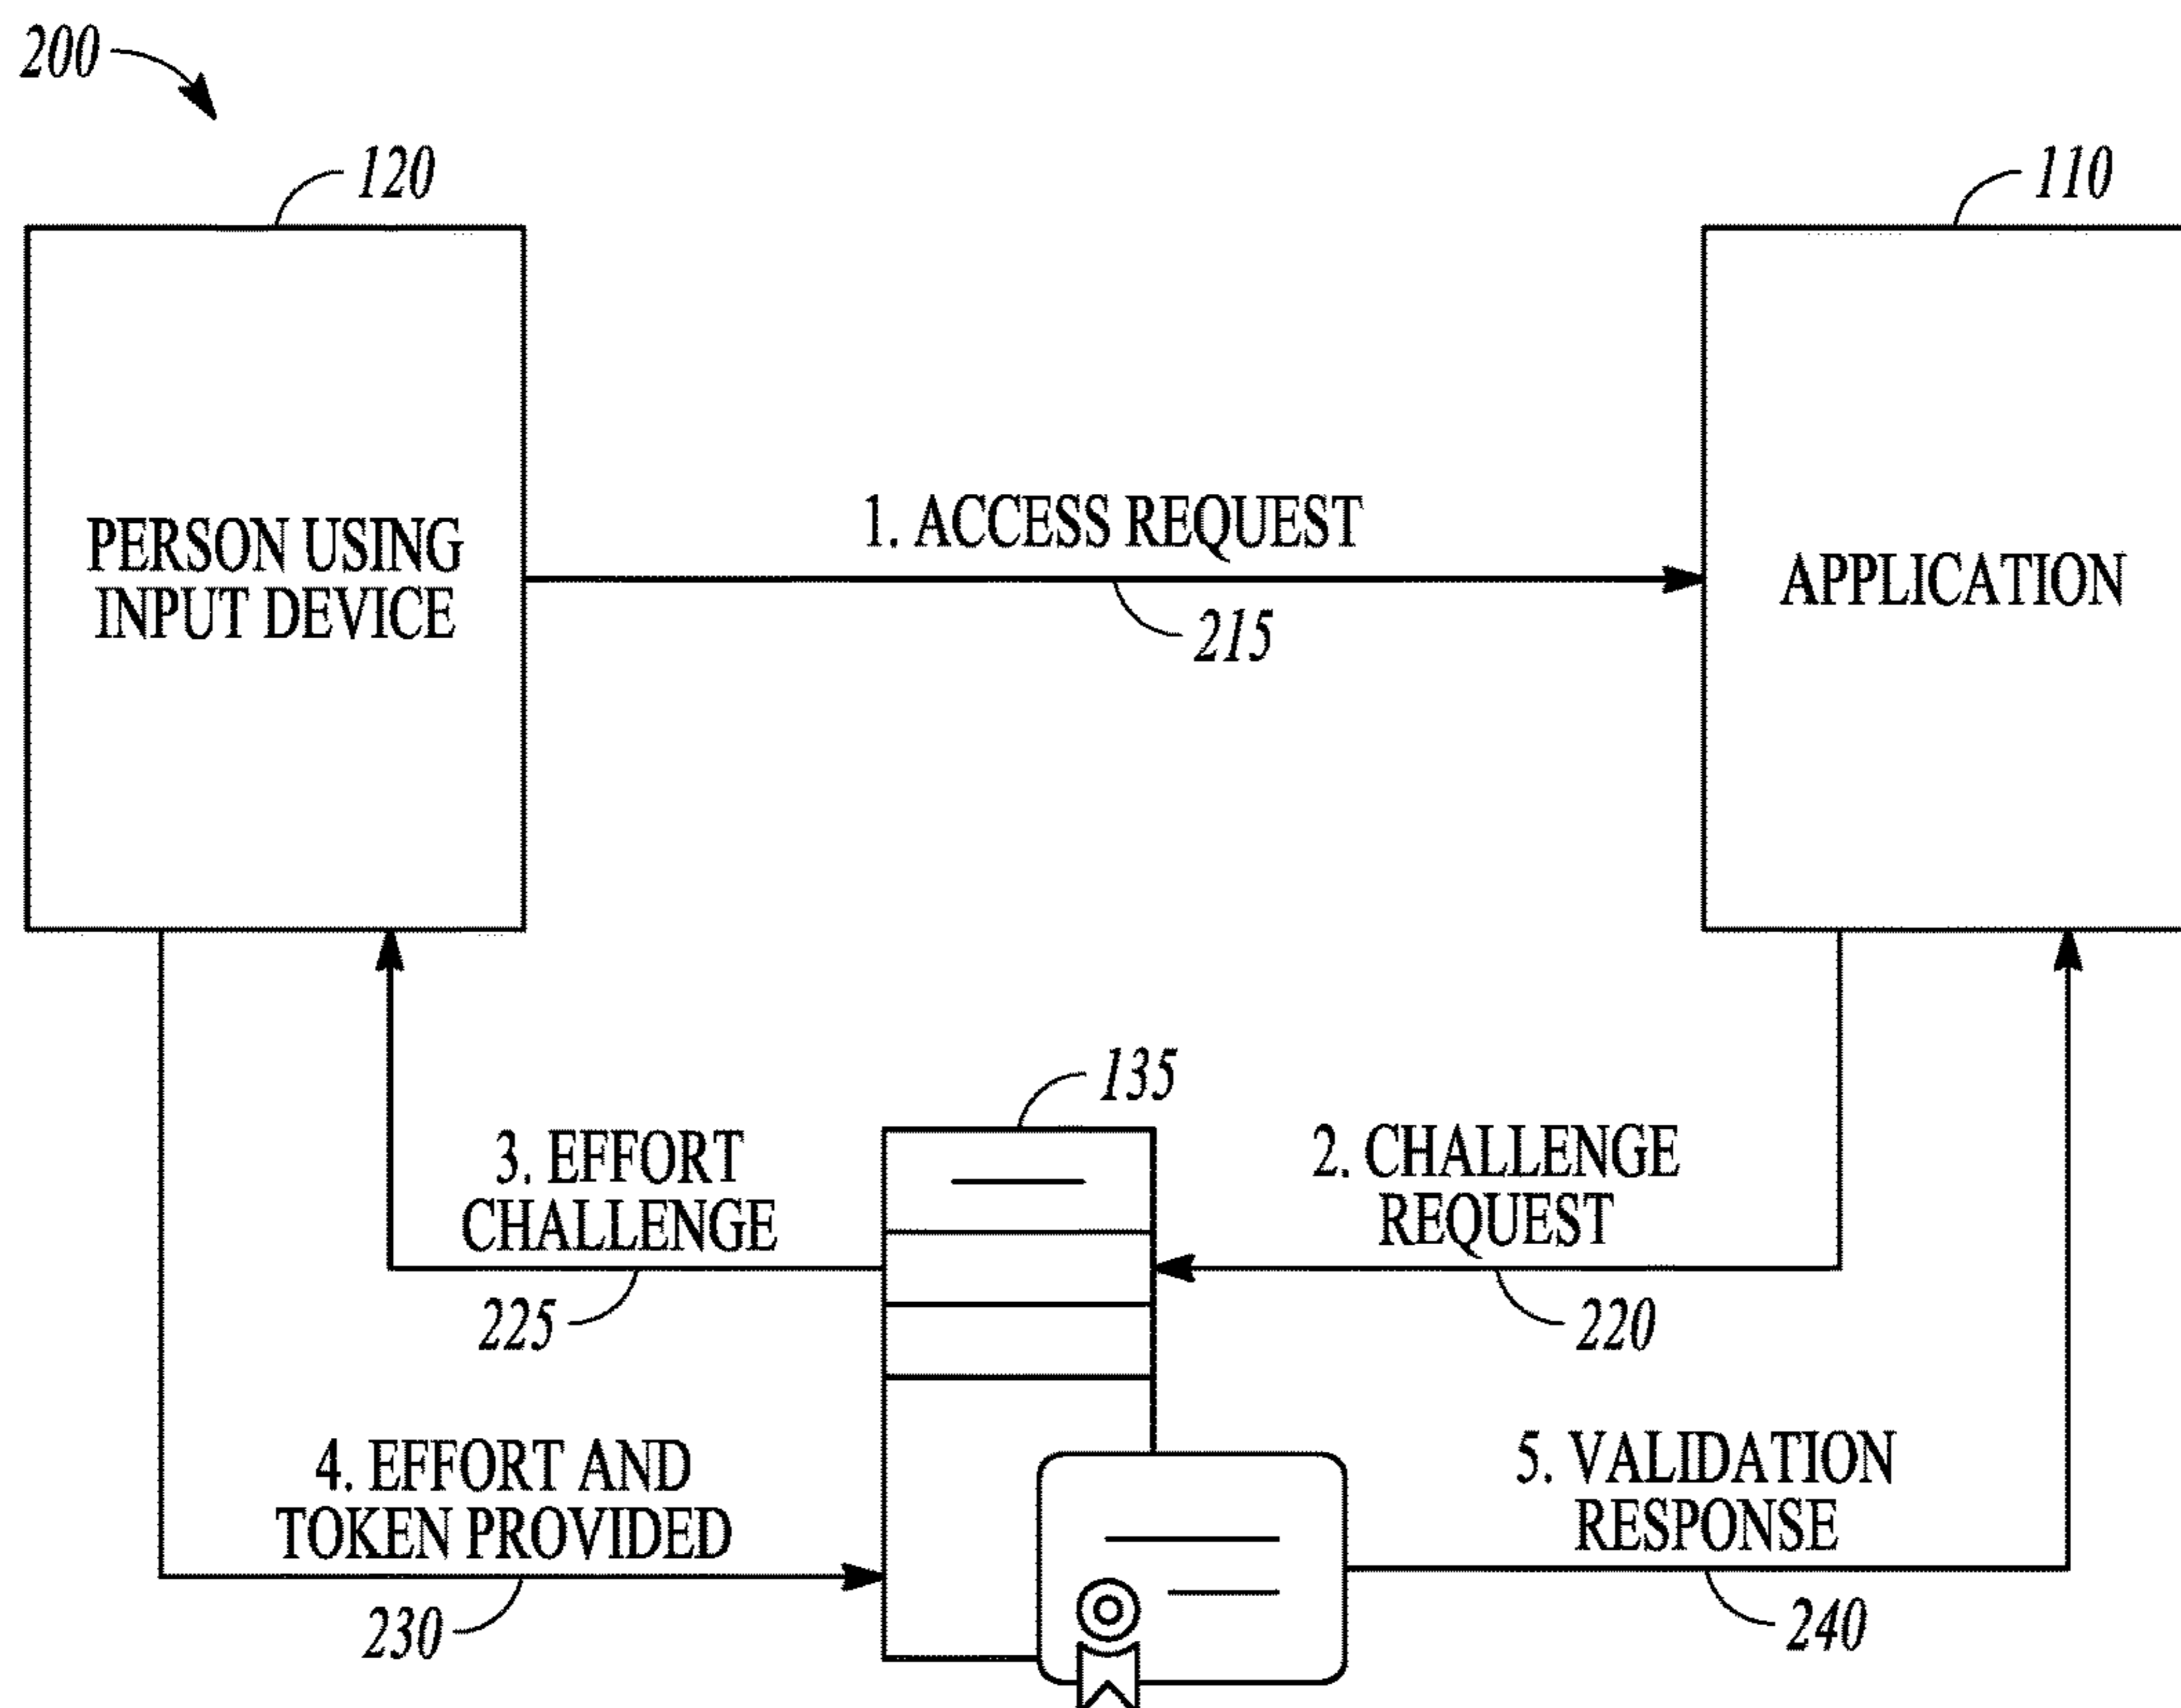 200
120
110
PERSON USING
INPUT DEVICE
1. ACCESS REQUEST
215
APPLICATION
135
3. EFFORT
CHALLENGE
225
2. CHALLENGE
REQUEST
220
4. EFFORT AND
TOKEN PROVIDED
230
5. VALIDATION
RESPONSE
240